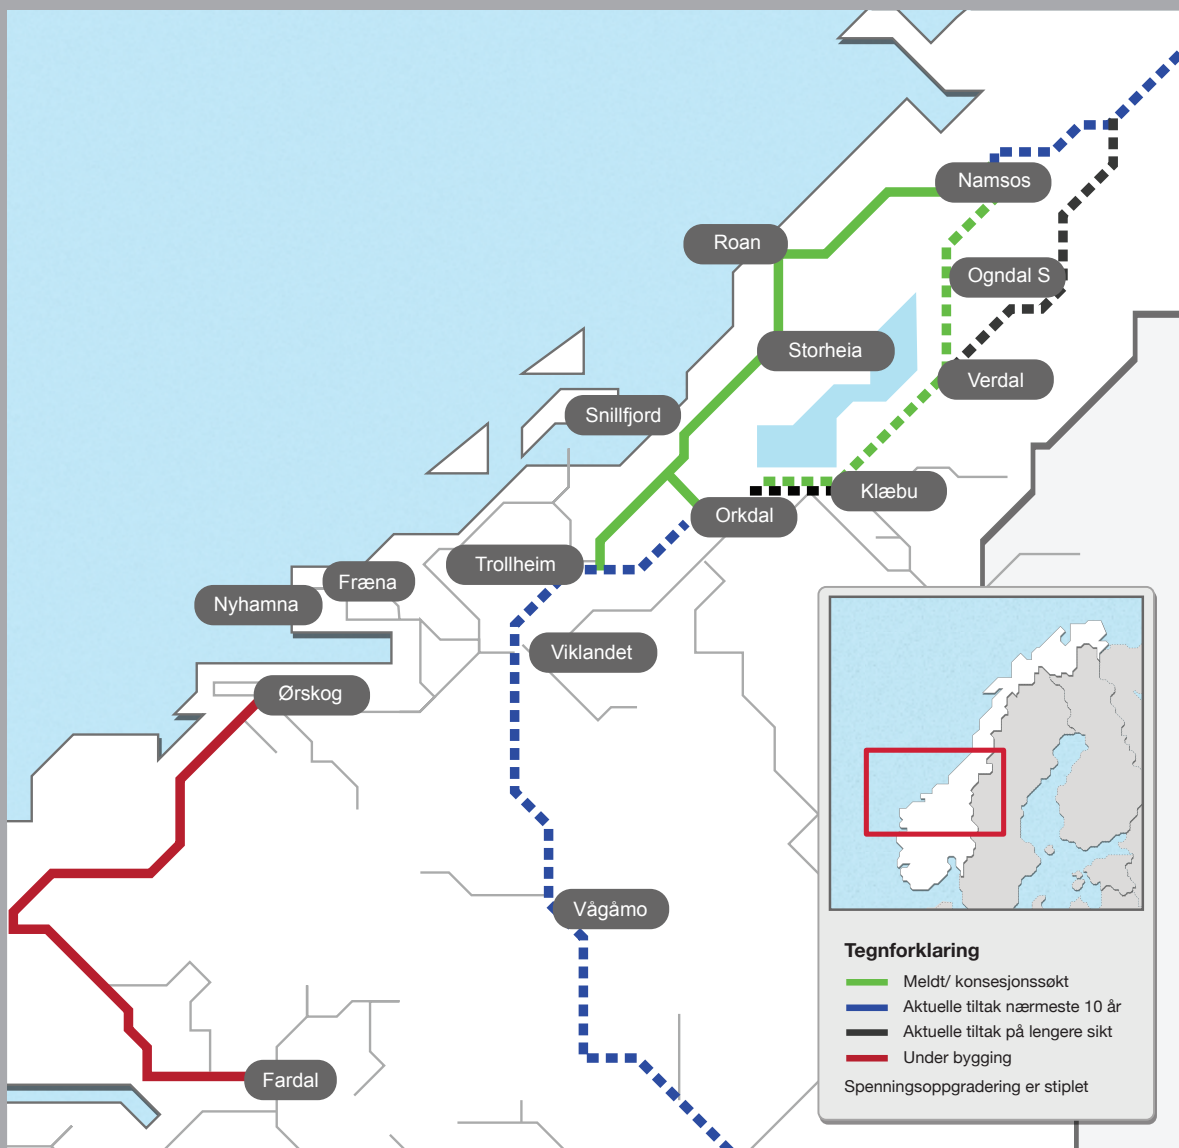 Namsos
Roan
Ogndal S
Storheia
Verdal
Snillfjord
Klæbu
Orkdal
Trollheim
Fræna
Nyhamna
Viklandet
Ørskog
Vågåmo
Fardal
Tegnforklaring
Meldt/ konsesjonssøkt
Aktuelle tiltak nærmeste 10 år
Aktuelle tiltak på lengere sikt
Under bygging
Spenningsoppgradering er stiplet